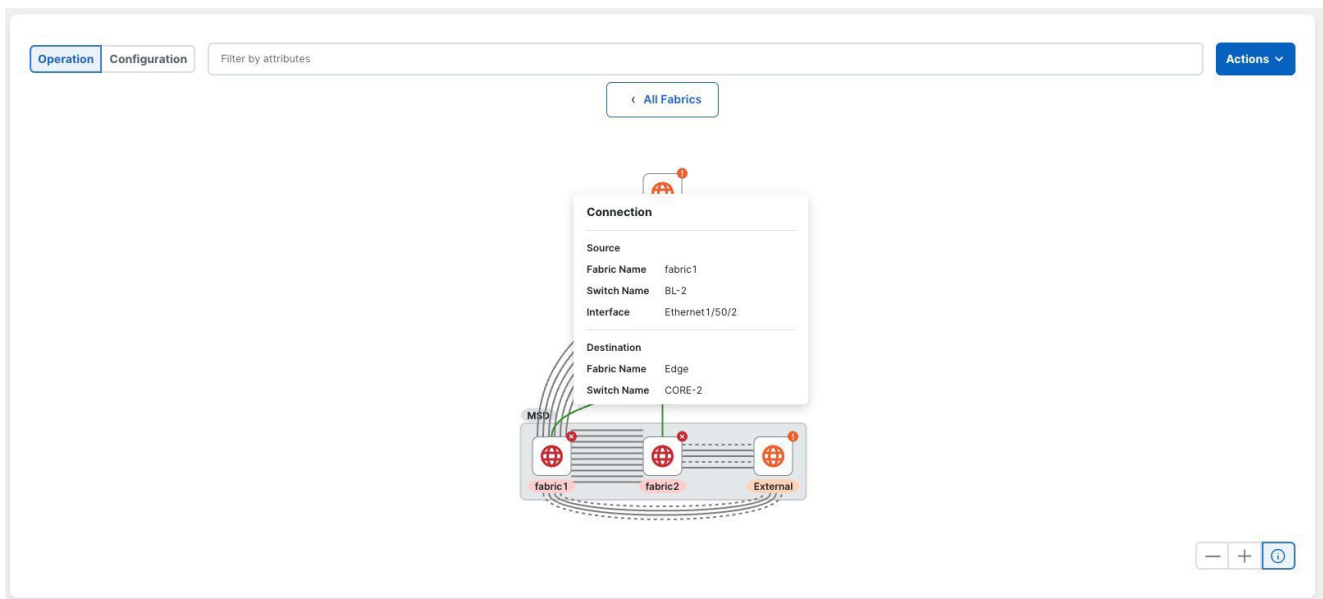 Operation Configuration Filter by attributes Actions
All Fabrics
Connection
Source
Fabric Name fabric1
Switch Name BL-2
Interface Ethernet1/50/2
Destination
Fabric Name Edge
Switch Name CORE-2
MSD
fabric1 fabric2 External